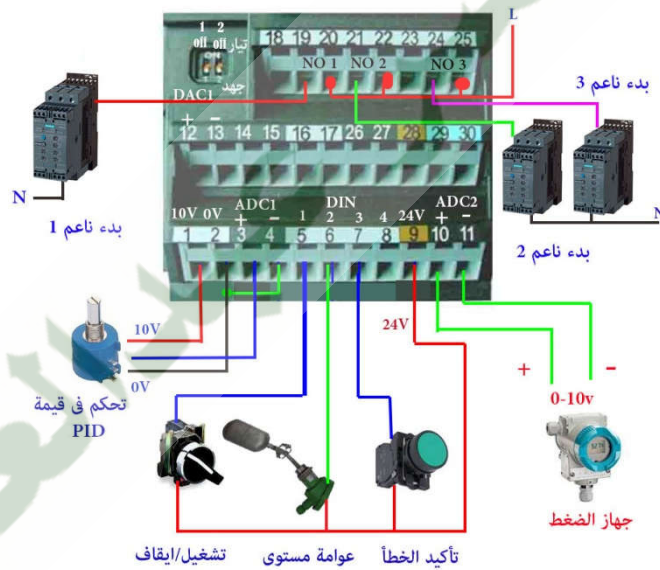 1 2
off off تيار
ON
جهد
L
18 19 20 21 22 23 24 25
NO 1 NO 2 NO 3
DAC1
+ −
12 13 14 15 16 17 26 27 28 29 30
بدء ناعم 3
N
بدء ناعم 1
N
بدء ناعم 2
10V 0V ADC1 DIN ADC2
+ − 1 2 3 4 24V + −
1 2 3 4 5 6 7 8 9 10 11
10V
0V
تحكم فى قيمة
PID
24V
+ −
0-10v
جهاز الضغط
تشغيل/ايقاف
عوامة مستوى
تأكيد الخطأ